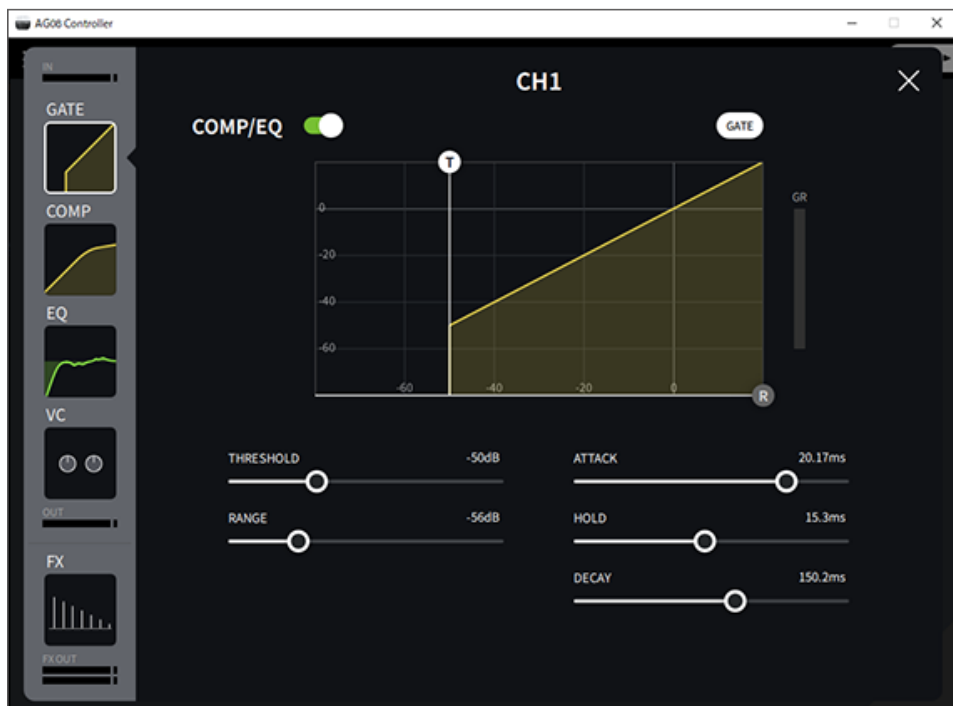 AG08 Controller
IN
GATE
COMP
EQ
VC
OUT
FX
FX OUT
CH1
COMP/EQ
GATE
T
0
-20
-40
-60
-60
-40
-20
0
R
GR
THRESHOLD -50dB
RANGE -56dB
ATTACK 20.17ms
HOLD 15.3ms
DECAY 150.2ms